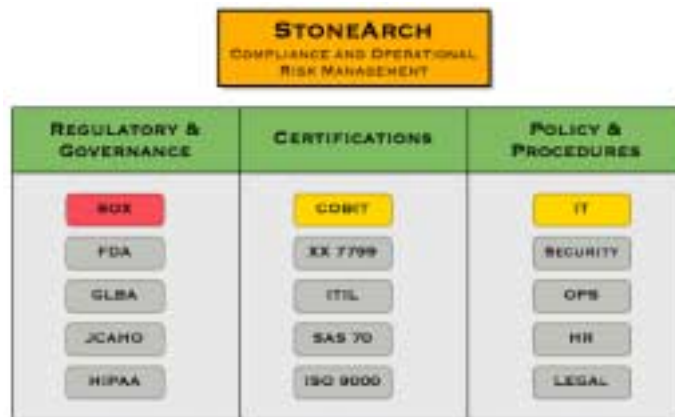 STONEARCH
COMPLIANCE AND OPERATIONAL
RISK MANAGEMENT
REGULATORY &
GOVERNANCE
CERTIFICATIONS
POLICY &
PROCEDURES
SOX
COBIT
IT
FDA
XX 7799
SECURITY
GLBA
ITIL
OPS
JCAHO
SAS 70
HR
HIPAA
ISO 9000
LEGAL